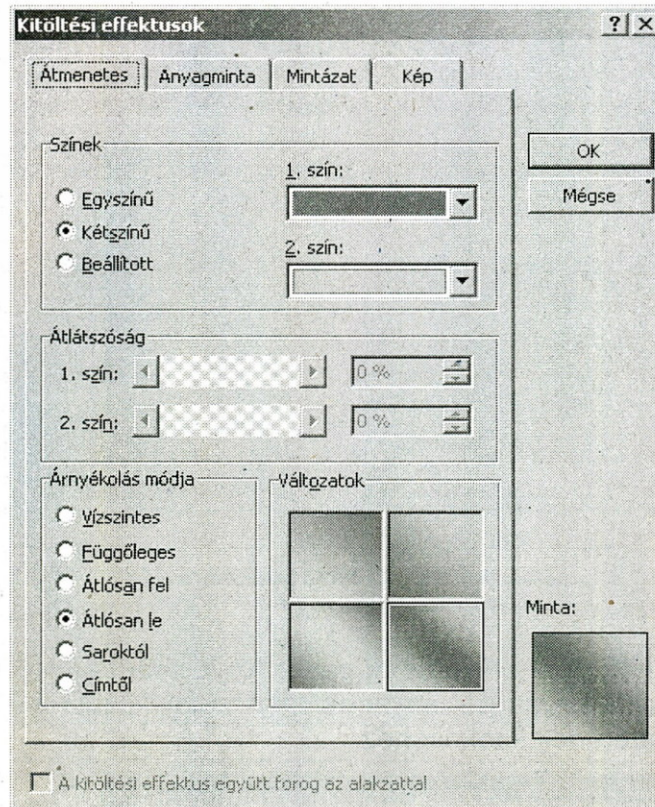 Kitöltési effektusok
Átmenetes Anyagminta Mintázat Kép
Színek
Egyszínű
Kétszínű
Beállított
1. szín:
2. szín:
OK
Mégse
Átlátszóság
1. szín: 0 %
2. szín: 0 %
Árnyékolás módja
Vízszintes
Függőleges
Átlósan fel
Átlósan le
Saroktól
Címtől
Változatok
Minta:
A kitöltési effektus együtt forog az alakzattal